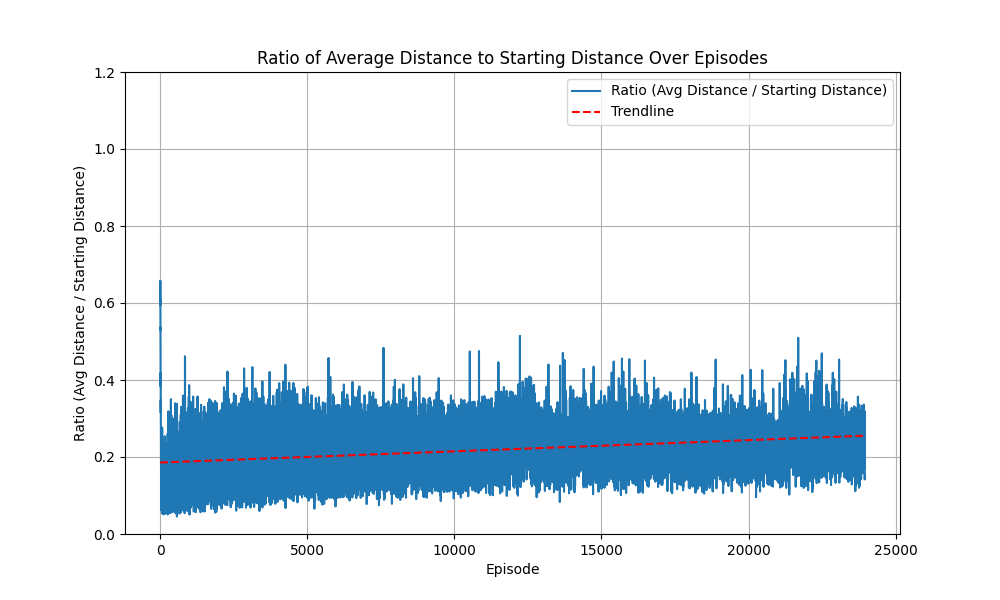 Ratio of Average Distance to Starting Distance Over Episodes
Ratio (Avg Distance / Starting Distance)
Trendline
Ratio (Avg Distance / Starting Distance)
1.2
1.0
0.8
0.6
0.4
0.2
0.0
0 5000 10000 15000 20000 25000
Episode